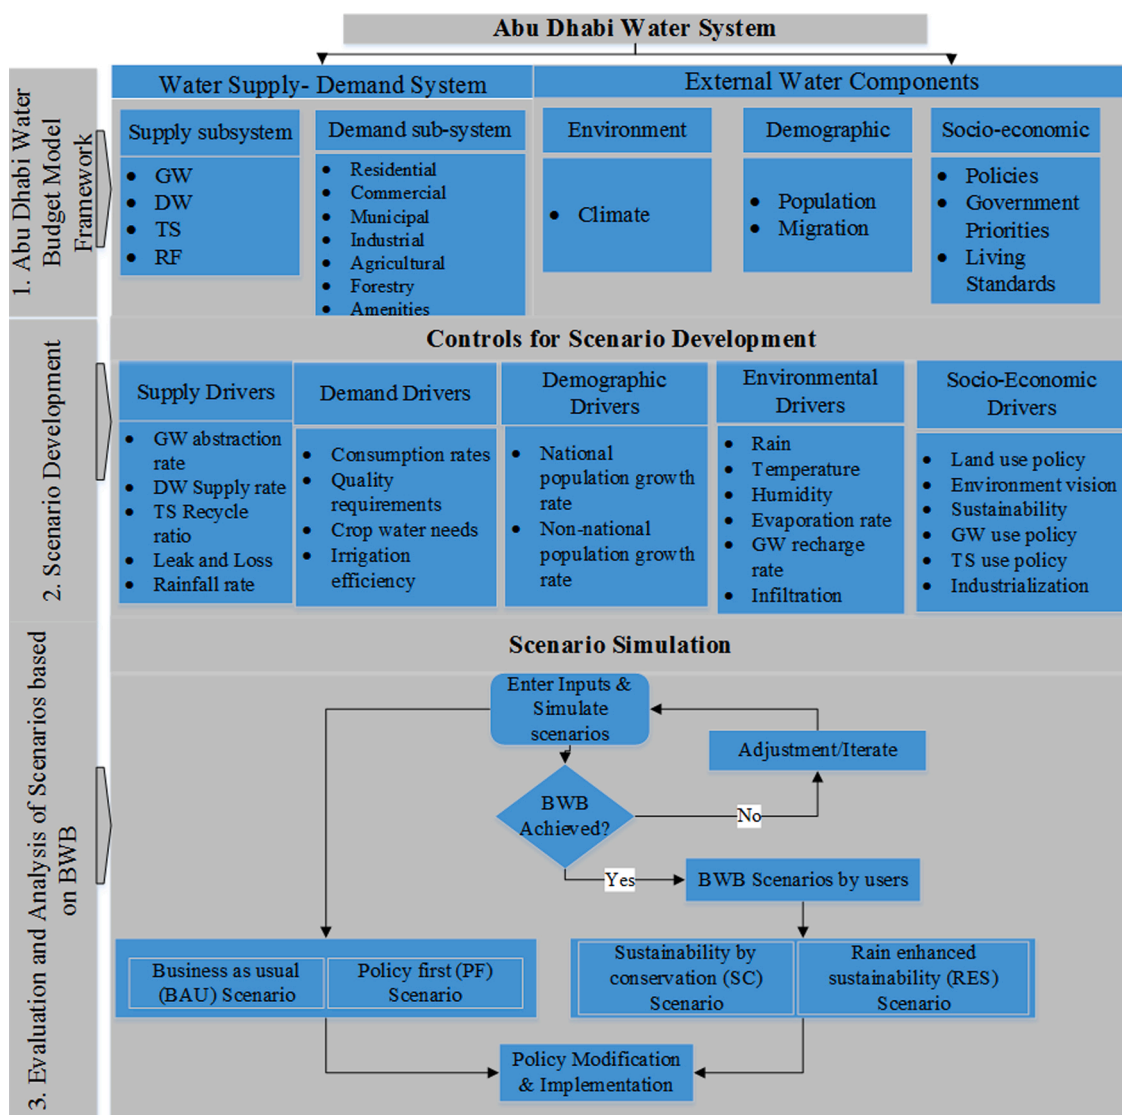 Abu Dhabi Water System
1. Abu Dhabi Water
Budget Model
Framework
Water Supply- Demand System
External Water Components
Supply subsystem
GW
DW
TS
RF
Demand sub-system
Residential
Commercial
Municipal
Industrial
Agricultural
Forestry
Amenities
Environment
Climate
Demographic
Population
Migration
Socio-economic
Policies
Government
Priorities
Living
Standards
2. Scenario Development
Controls for Scenario Development
Supply Drivers
GW abstraction
rate
DW Supply rate
TS Recycle
ratio
Leak and Loss
Rainfall rate
Demand Drivers
Consumption rates
Quality
requirements
Crop water needs
Irrigation
efficiency
Demographic
Drivers
National
population growth
rate
Non-national
population growth
rate
Environmental
Drivers
Rain
Temperature
Humidity
Evaporation rate
GW recharge
rate
Infiltration
Socio-Economic
Drivers
Land use policy
Environment vision
Sustainability
GW use policy
TS use policy
Industrialization
3. Evaluation and Analysis of Scenarios based
on BWB
Scenario Simulation
Enter Inputs &
Simulate
scenarios
Adjustment/Iterate
BWB
Achieved?
No
Yes
BWB Scenarios by users
Business as usual
(BAU) Scenario
Policy first (PF)
Scenario
Sustainability by
conservation (SC)
Scenario
Rain enhanced
sustainability (RES)
Scenario
Policy Modification
& Implementation